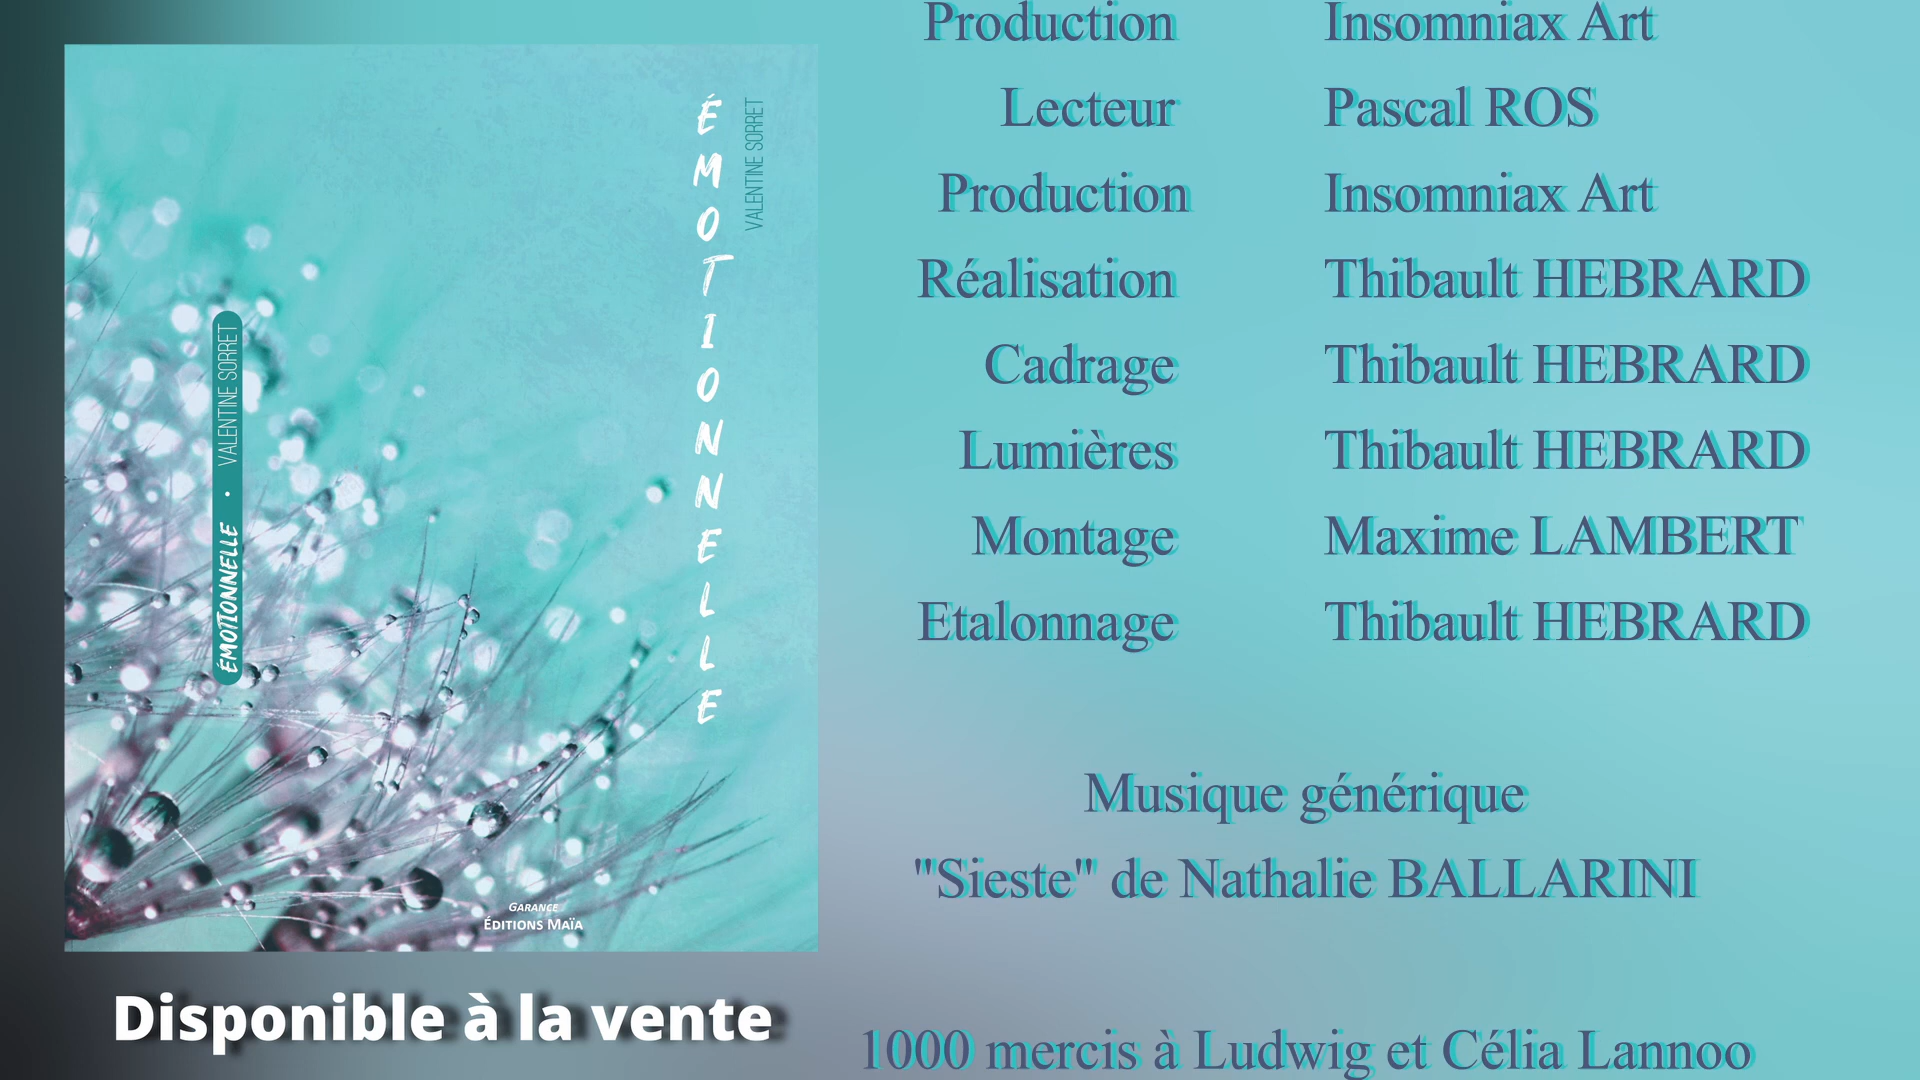 ÉMOTIONNELLE
VALENTINE SORRET
ÉMOTIONNELLE • VALENTINE SORRET
GARANCE
ÉDITIONS MAÏA
Disponible à la vente
Production Insomniax Art
Lecteur Pascal ROS
Production Insomniax Art
Réalisation Thibault HEBRARD
Cadrage Thibault HEBRARD
Lumières Thibault HEBRARD
Montage Maxime LAMBERT
Etalonnage Thibault HEBRARD
Musique générique
"Sieste" de Nathalie BALLARINI
1000 mercis à Ludwig et Célia Lannoo